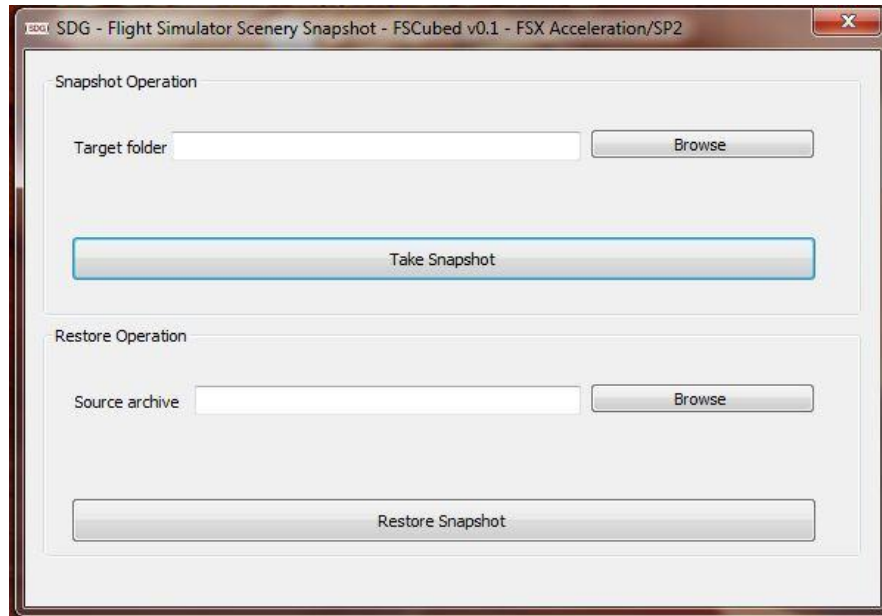 SDG SDG - Flight Simulator Scenery Snapshot - FSCubed v0.1 - FSX Acceleration/SP2
Snapshot Operation
Target folder Browse
Take Snapshot
Restore Operation
Source archive Browse
Restore Snapshot